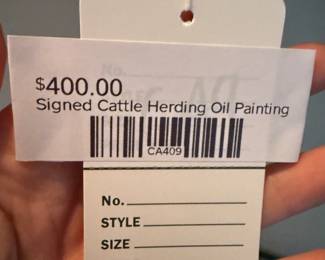 $400.00
Signed Cattle Herding Oil Painting
CA409
No.
STYLE
SIZE